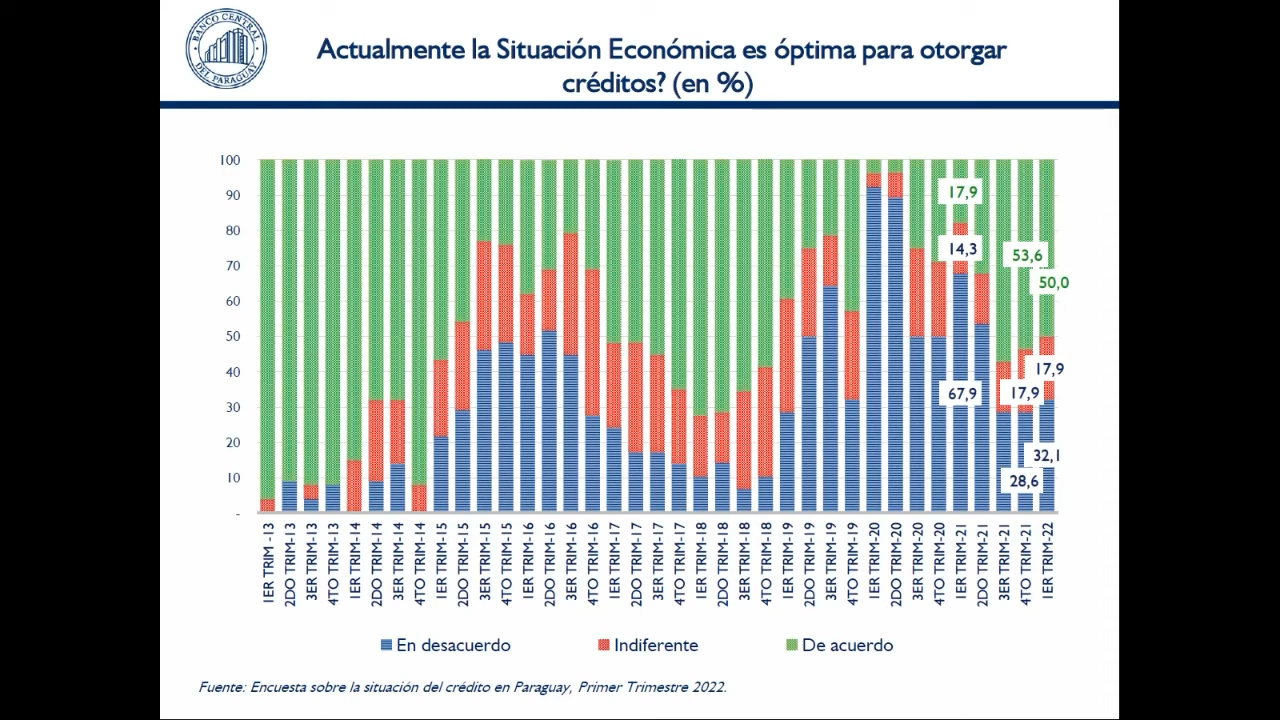 BANCO CENTRAL
DEL PARAGUAY
Actualmente la Situación Económica es óptima para otorgar
créditos? (en %)
100
90
80
70
60
50
40
30
20
10
-
17,9
14,3
67,9
53,6
17,9
28,6
50,0
17,9
32,1
1ER TRIM -13
2DO TRIM-13
3ER TRIM-13
4TO TRIM-13
1ER TRIM-14
2DO TRIM-14
3ER TRIM-14
4TO TRIM-14
1ER TRIM-15
2DO TRIM-15
3ER TRIM-15
4TO TRIM-15
1ER TRIM-16
2DO TRIM-16
3ER TRIM-16
4TO TRIM-16
1ER TRIM-17
2DO TRIM-17
3ER TRIM-17
4TO TRIM-17
1ER TRIM-18
2DO TRIM-18
3ER TRIM-18
4TO TRIM-18
1ER TRIM-19
2DO TRIM-19
3ER TRIM-19
4TO TRIM-19
1ER TRIM-20
2DO TRIM-20
3ER TRIM-20
4TO TRIM-20
1ER TRIM-21
2DO TRIM-21
3ER TRIM-21
4TO TRIM-21
1ER TRIM-22
En desacuerdo
Indiferente
De acuerdo
Fuente: Encuesta sobre la situación del crédito en Paraguay, Primer Trimestre 2022.